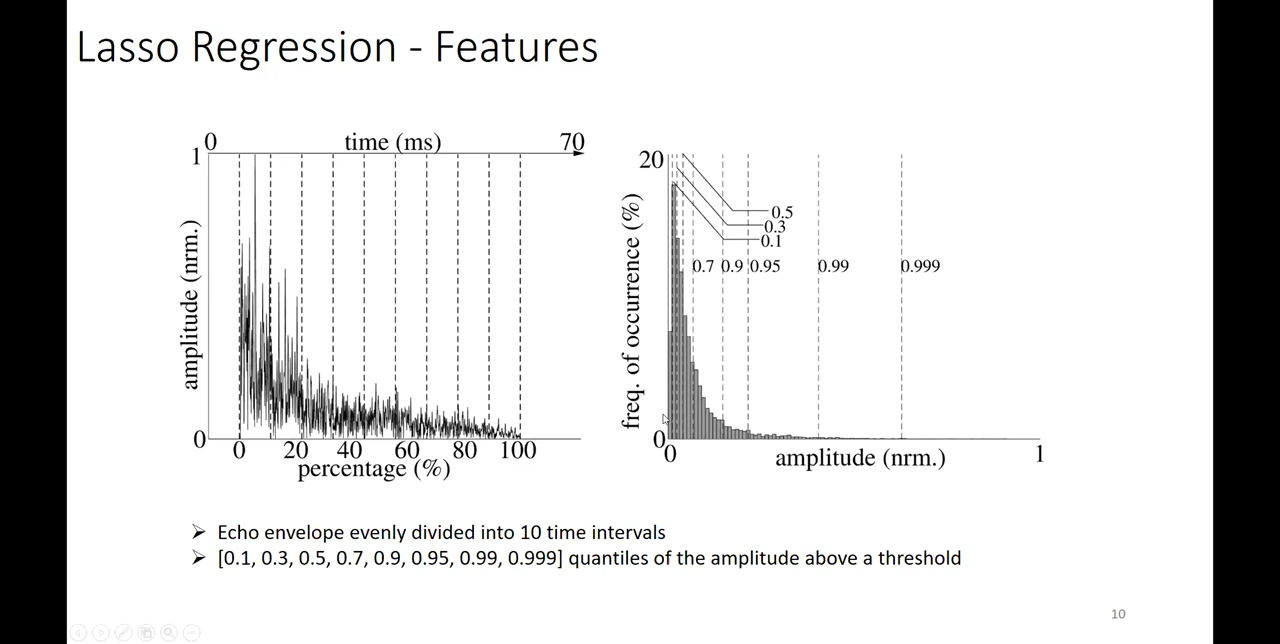 Lasso Regression - Features
0 time (ms) 70
1
amplitude (nrm.)
0
0 20 40 60 80 100
percentage (%)
20
freq. of occurrence (%)
0.5
0.3
0.1
0.7 0.9 0.95 0.99 0.999
0
0 amplitude (nrm.) 1
➢ Echo envelope evenly divided into 10 time intervals
➢ [0.1, 0.3, 0.5, 0.7, 0.9, 0.95, 0.99, 0.999] quantiles of the amplitude above a threshold
10